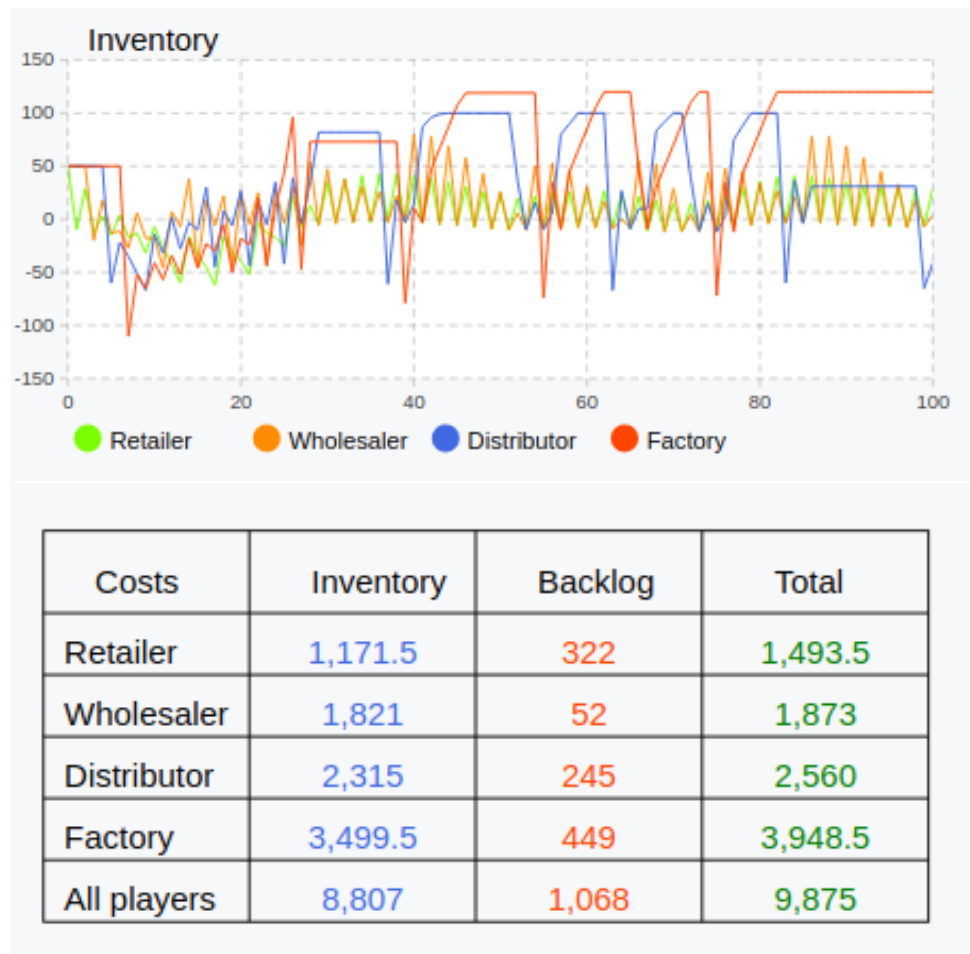 Inventory
150
100
50
0
-50
-100
-150
0 20 40 60 80 100
Retailer Wholesaler Distributor Factory
Costs Inventory Backlog Total
Retailer 1,171.5 322 1,493.5
Wholesaler 1,821 52 1,873
Distributor 2,315 245 2,560
Factory 3,499.5 449 3,948.5
All players 8,807 1,068 9,875